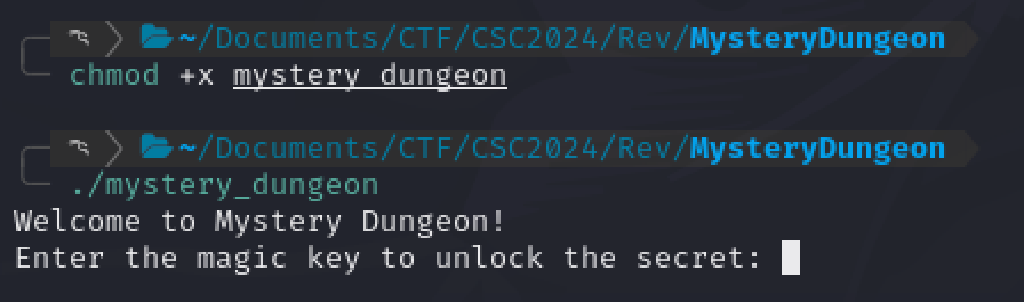 ~/Documents/CTF/CSC2024/Rev/MysteryDungeon
chmod +x mystery_dungeon
~/Documents/CTF/CSC2024/Rev/MysteryDungeon
./mystery_dungeon
Welcome to Mystery Dungeon!
Enter the magic key to unlock the secret: